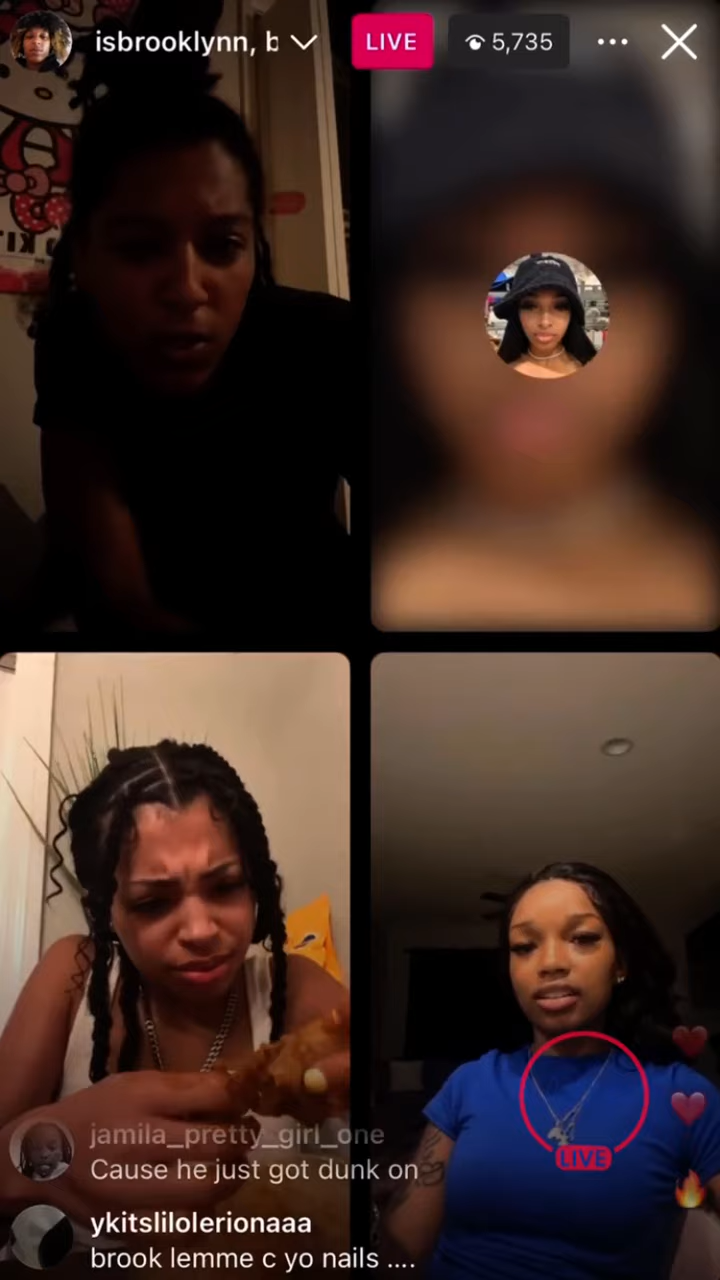 isbrooklynn, b
LIVE
5,735
LIVE
jamila_pretty_girl_one
Cause he just got dunk on
ykitslilolerionaaa
brook lemme c yo nails ....